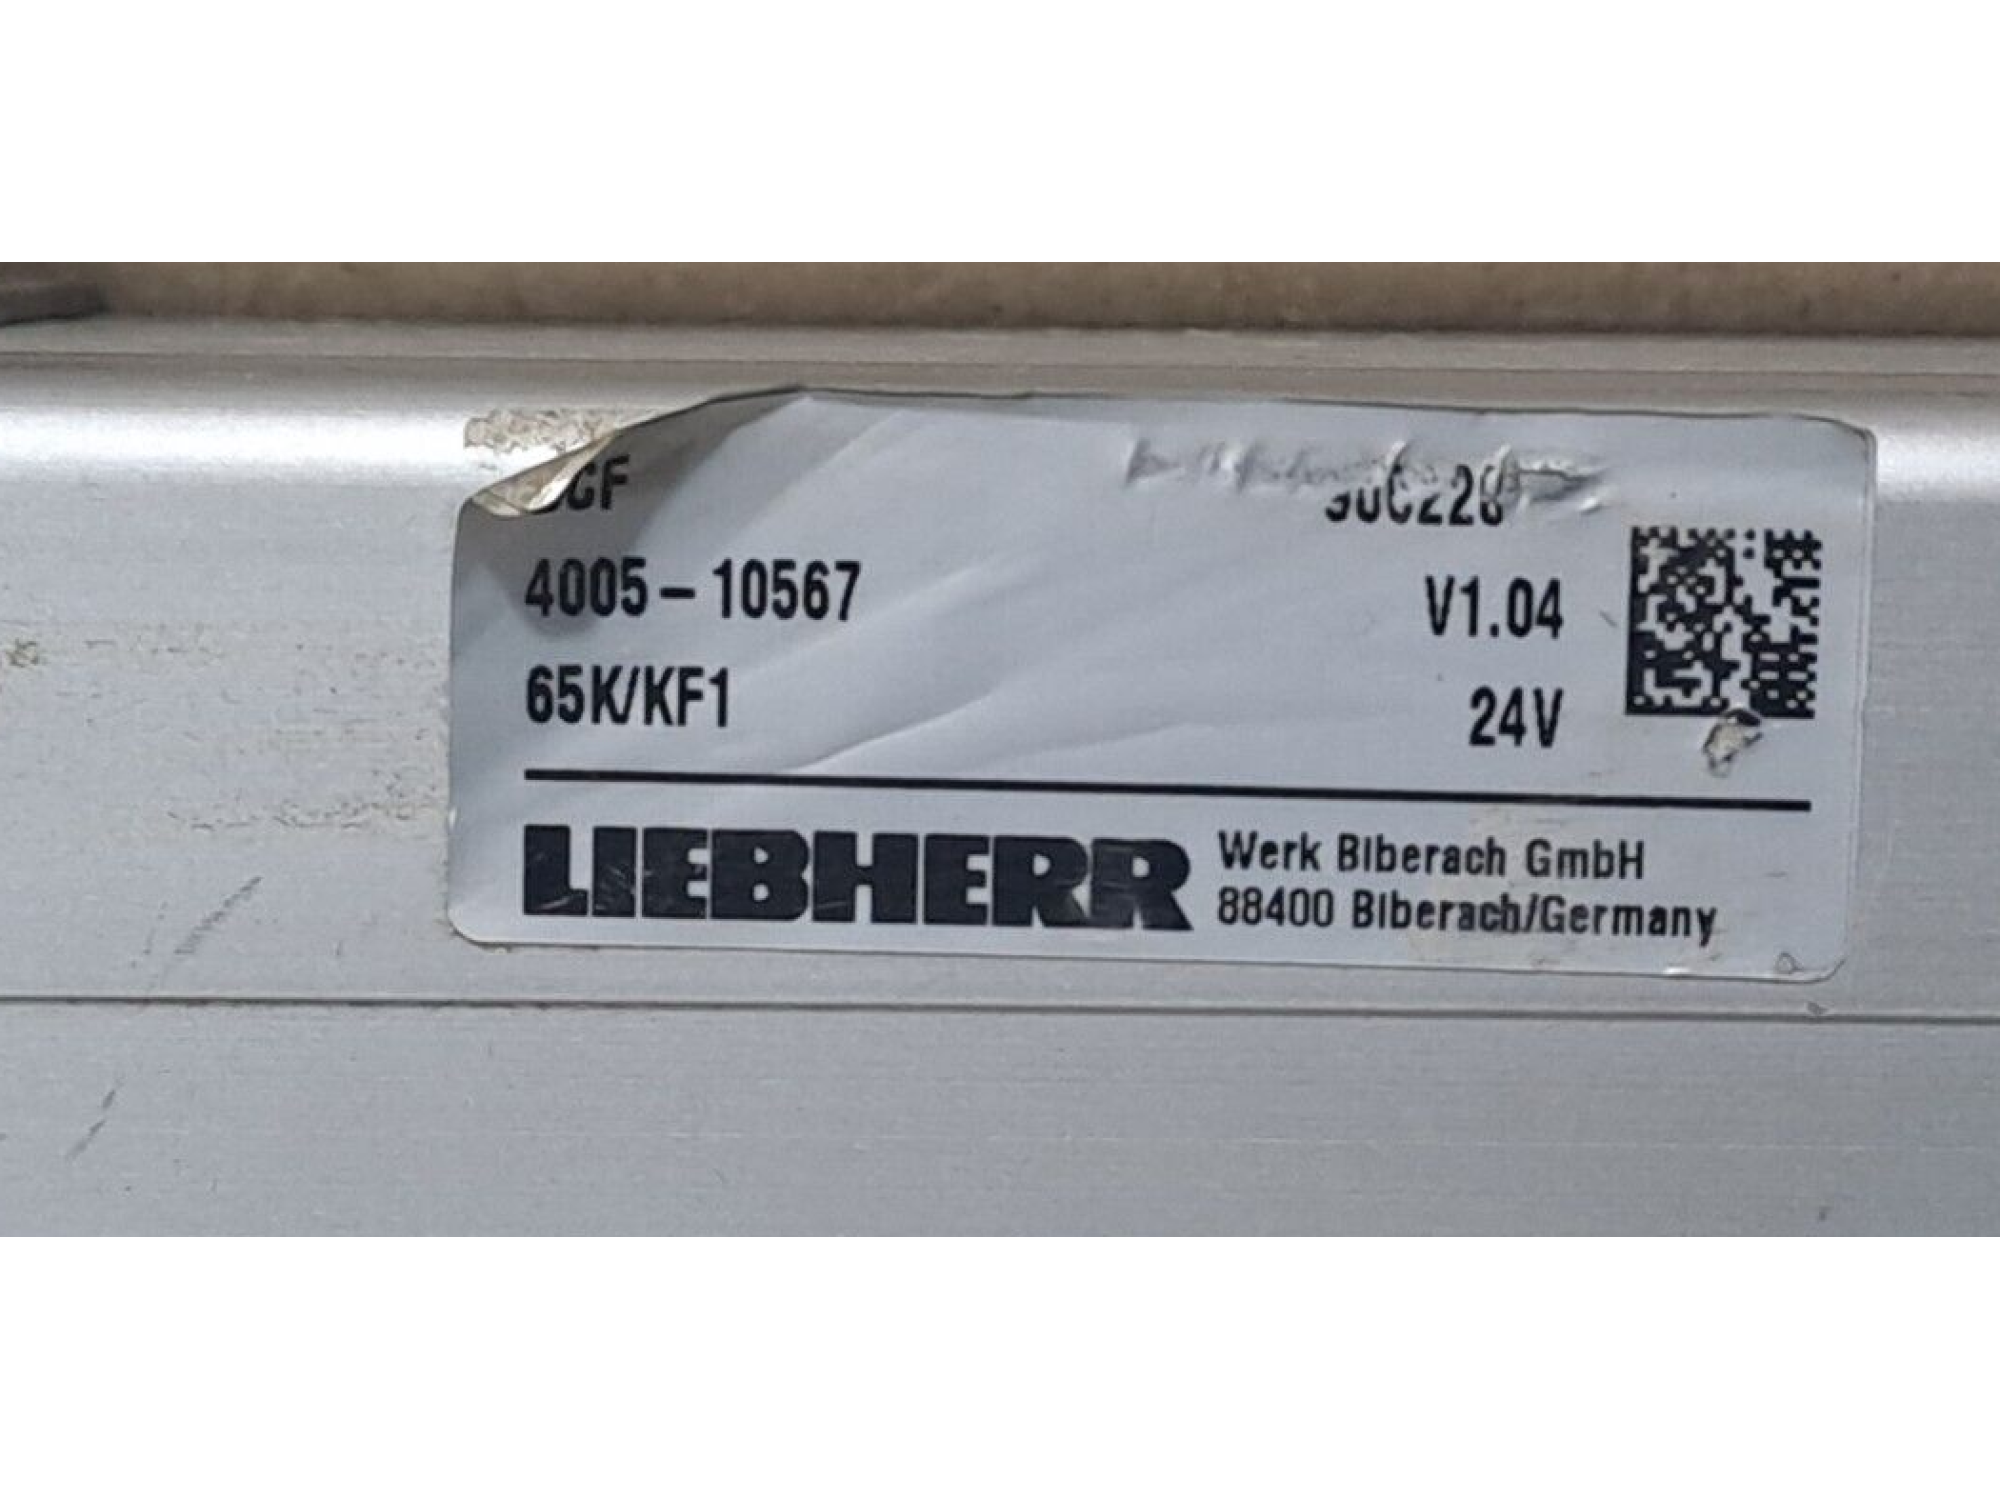 4005-10567 V1.04
65K/KF1 24V
LIEBHERR
Werk Biberach GmbH
88400 Biberach/Germany